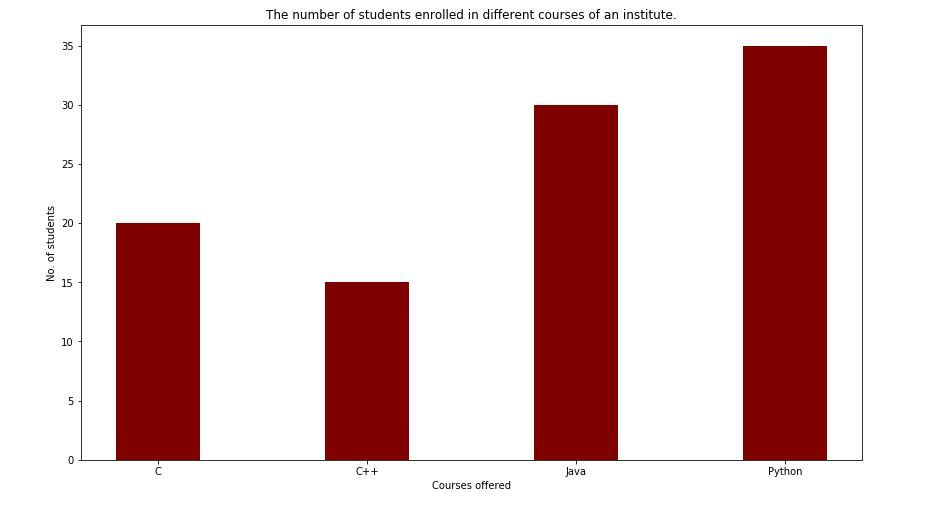 The number of students enrolled in different courses of an institute.
35
30
25
20
15
10
5
0
No. of students
C C++ Java Python
Courses offered